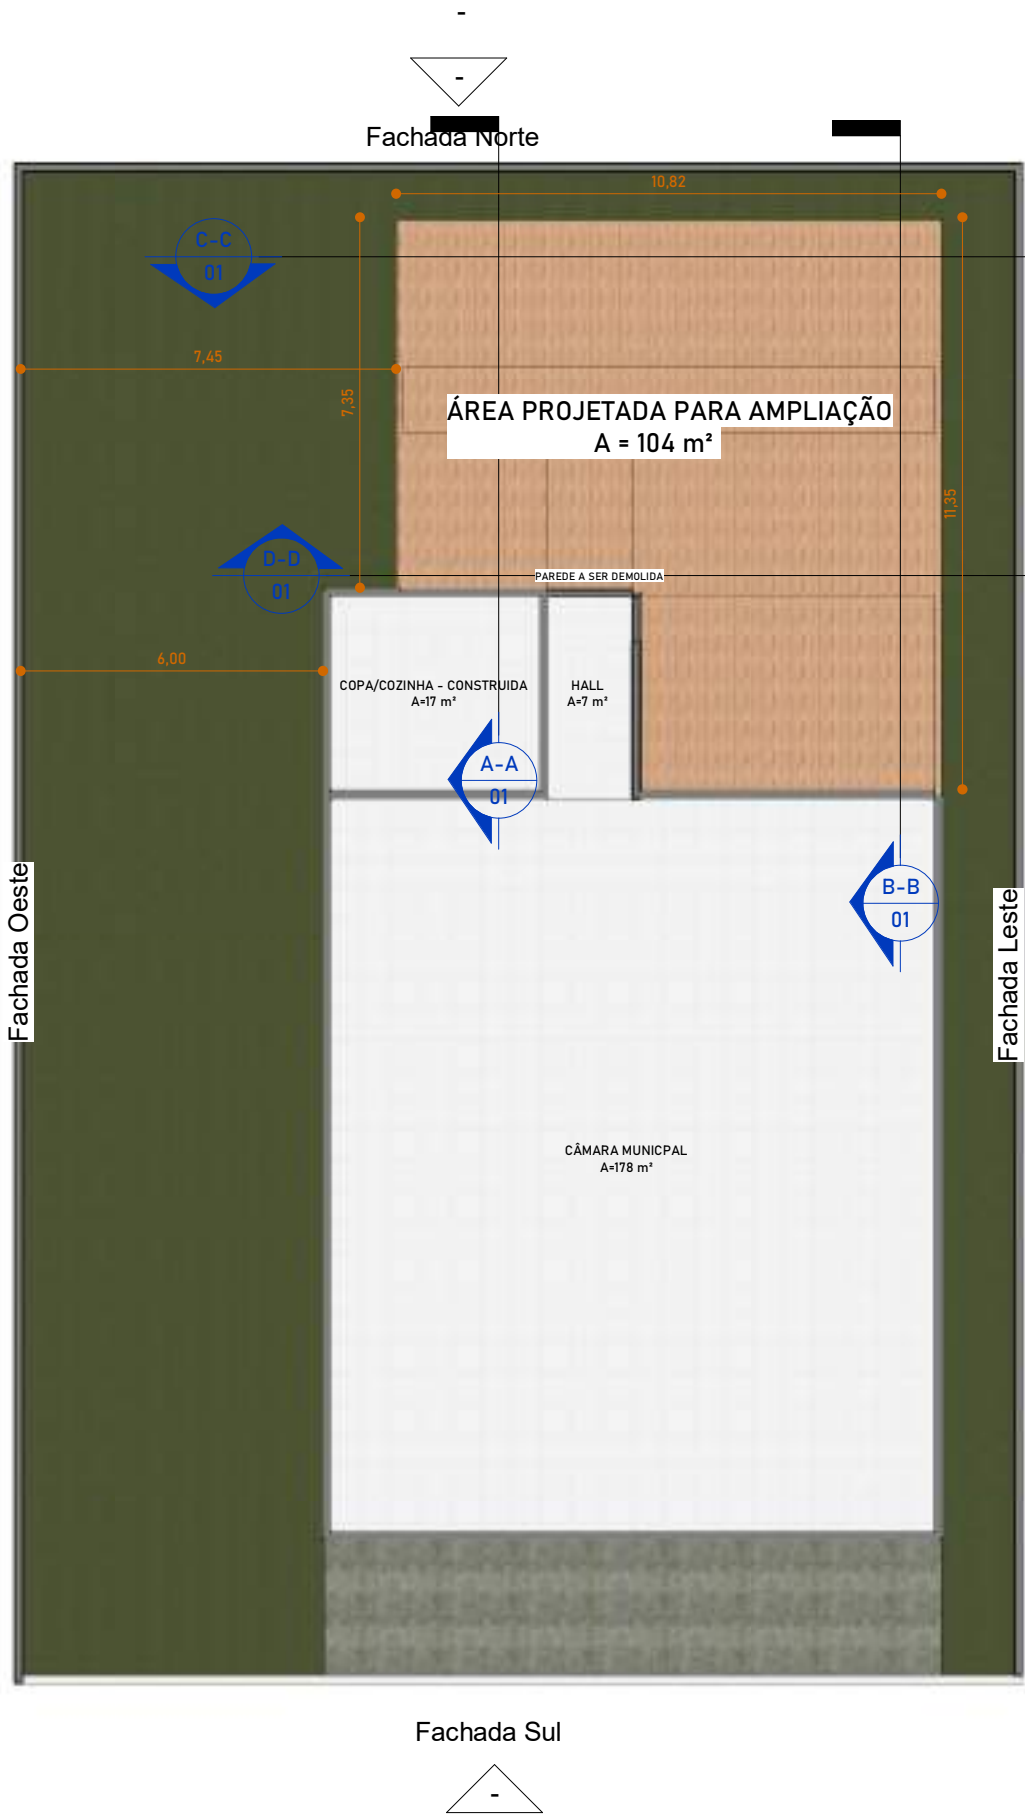 -
-
Fachada Norte
10,82
C-C
01
7,45
7,35
ÁREA PROJETADA PARA AMPLIAÇÃO
A = 104 m²
11,35
D-D
01
PAREDE A SER DEMOLIDA
6,00
COPA/COZINHA - CONSTRUIDA
A=17 m²
HALL
A=7 m²
A-A
01
B-B
01
Fachada Oeste
Fachada Leste
CÂMARA MUNICPAL
A=178 m²
Fachada Sul
-